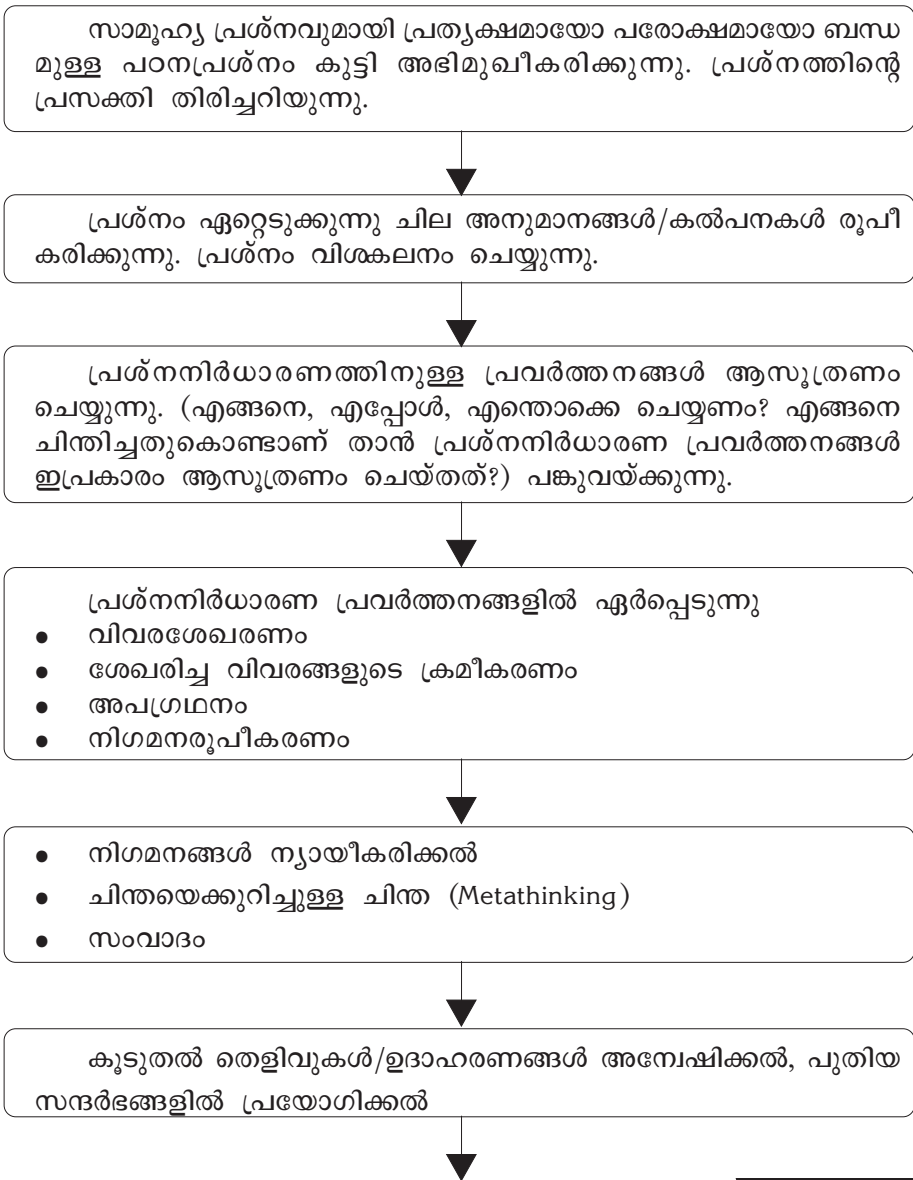 സാമൂഹ്യ പ്രശ്നവുമായി പ്രത്യക്ഷമായോ പരോക്ഷമായോ ബന്ധ
മുള്ള പഠനപ്രശ്നം കുട്ടി അഭിമുഖീകരിക്കുന്നു. പ്രശ്നത്തിന്റെ
പ്രസക്തി തിരിച്ചറിയുന്നു.
പ്രശ്നം ഏറ്റെടുക്കുന്നു ചില അനുമാനങ്ങൾ/കൽപനകൾ രൂപീ
കരിക്കുന്നു. പ്രശ്നം വിശകലനം ചെയ്യുന്നു.
പ്രശ്നനിർധാരണത്തിനുള്ള പ്രവർത്തനങ്ങൾ ആസൂത്രണം
ചെയ്യുന്നു. (എങ്ങനെ, എപ്പോൾ, എന്തൊക്കെ ചെയ്യണം? എങ്ങനെ
ചിന്തിച്ചതുകൊണ്ടാണ് താൻ പ്രശ്നനിർധാരണ പ്രവർത്തനങ്ങൾ
ഇപ്രകാരം ആസൂത്രണം ചെയ്തത്?) പങ്കുവയ്ക്കുന്നു.
പ്രശ്നനിർധാരണ പ്രവർത്തനങ്ങളിൽ ഏർപ്പെടുന്നു
● വിവരശേഖരണം
● ശേഖരിച്ച വിവരങ്ങളുടെ ക്രമീകരണം
● അപഗ്രഥനം
● നിഗമനരൂപീകരണം
● നിഗമനങ്ങൾ ന്യായീകരിക്കൽ
● ചിന്തയെക്കുറിച്ചുള്ള ചിന്ത (Metathinking)
● സംവാദം
കൂടുതൽ തെളിവുകൾ/ഉദാഹരണങ്ങൾ അന്വേഷിക്കൽ, പുതിയ
സന്ദർഭങ്ങളിൽ പ്രയോഗിക്കൽ